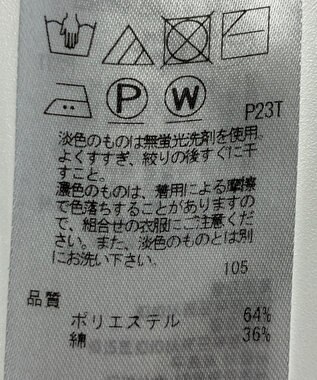 P W P23T
淡色のものは無蛍光洗剤を使用。
よくすすぎ、絞りの後すぐに干
すこと。
濃色のものは、着用による摩擦
で色落ちすることがありますの
で、組合せの衣服にご注意くだ
さい。また、淡色のものとは別
にお洗い下さい。
105
品質
ポリエステル 64%
綿 36%